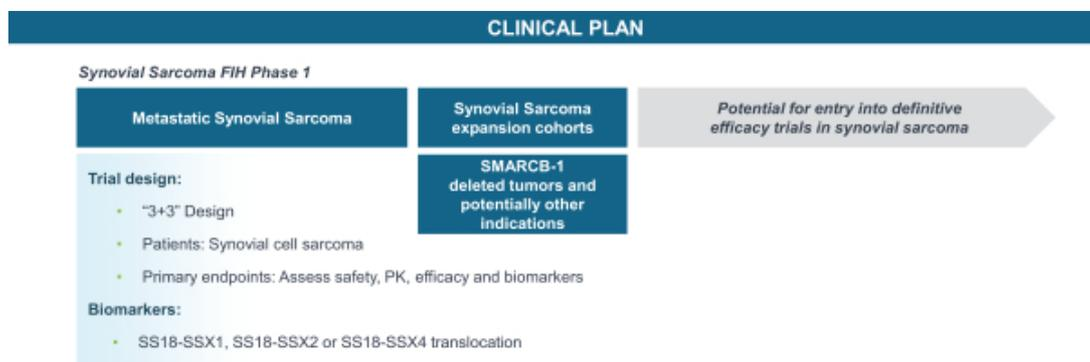 CLINICAL PLAN
Synovial Sarcoma FIH Phase 1
Metastatic Synovial Sarcoma
Synovial Sarcoma
expansion cohorts
Potential for entry into definitive
efficacy trials in synovial sarcoma
SMARCB-1
deleted tumors and
potentially other
indications
Trial design:
• “3+3” Design
• Patients: Synovial cell sarcoma
• Primary endpoints: Assess safety, PK, efficacy and biomarkers
Biomarkers:
• SS18-SSX1, SS18-SSX2 or SS18-SSX4 translocation